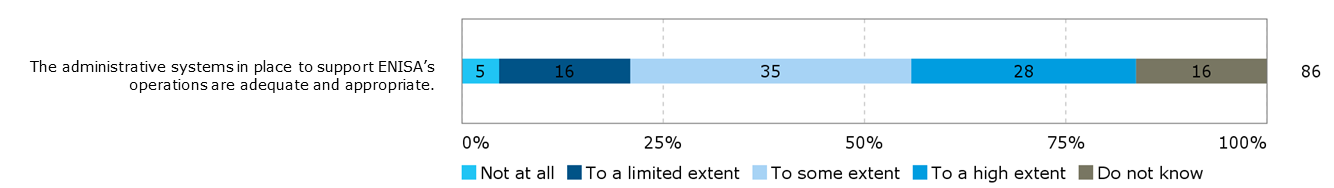 The administrative systems in place to support ENISA’s
operations are adequate and appropriate.
5 16 35 28 16 86
0% 25% 50% 75% 100%
Not at all To a limited extent To some extent To a high extent Do not know